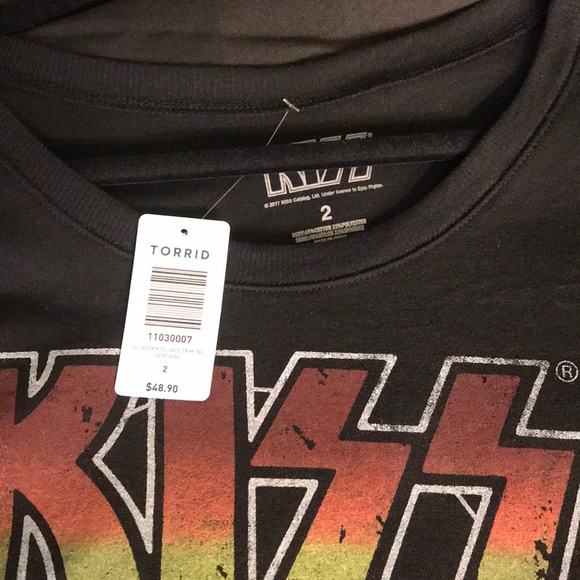 KISS®
© 2017 KISS Catalog, Ltd. Under license to Epic Rights.
2
TORRID
11030007
2
$48.90
KISS®